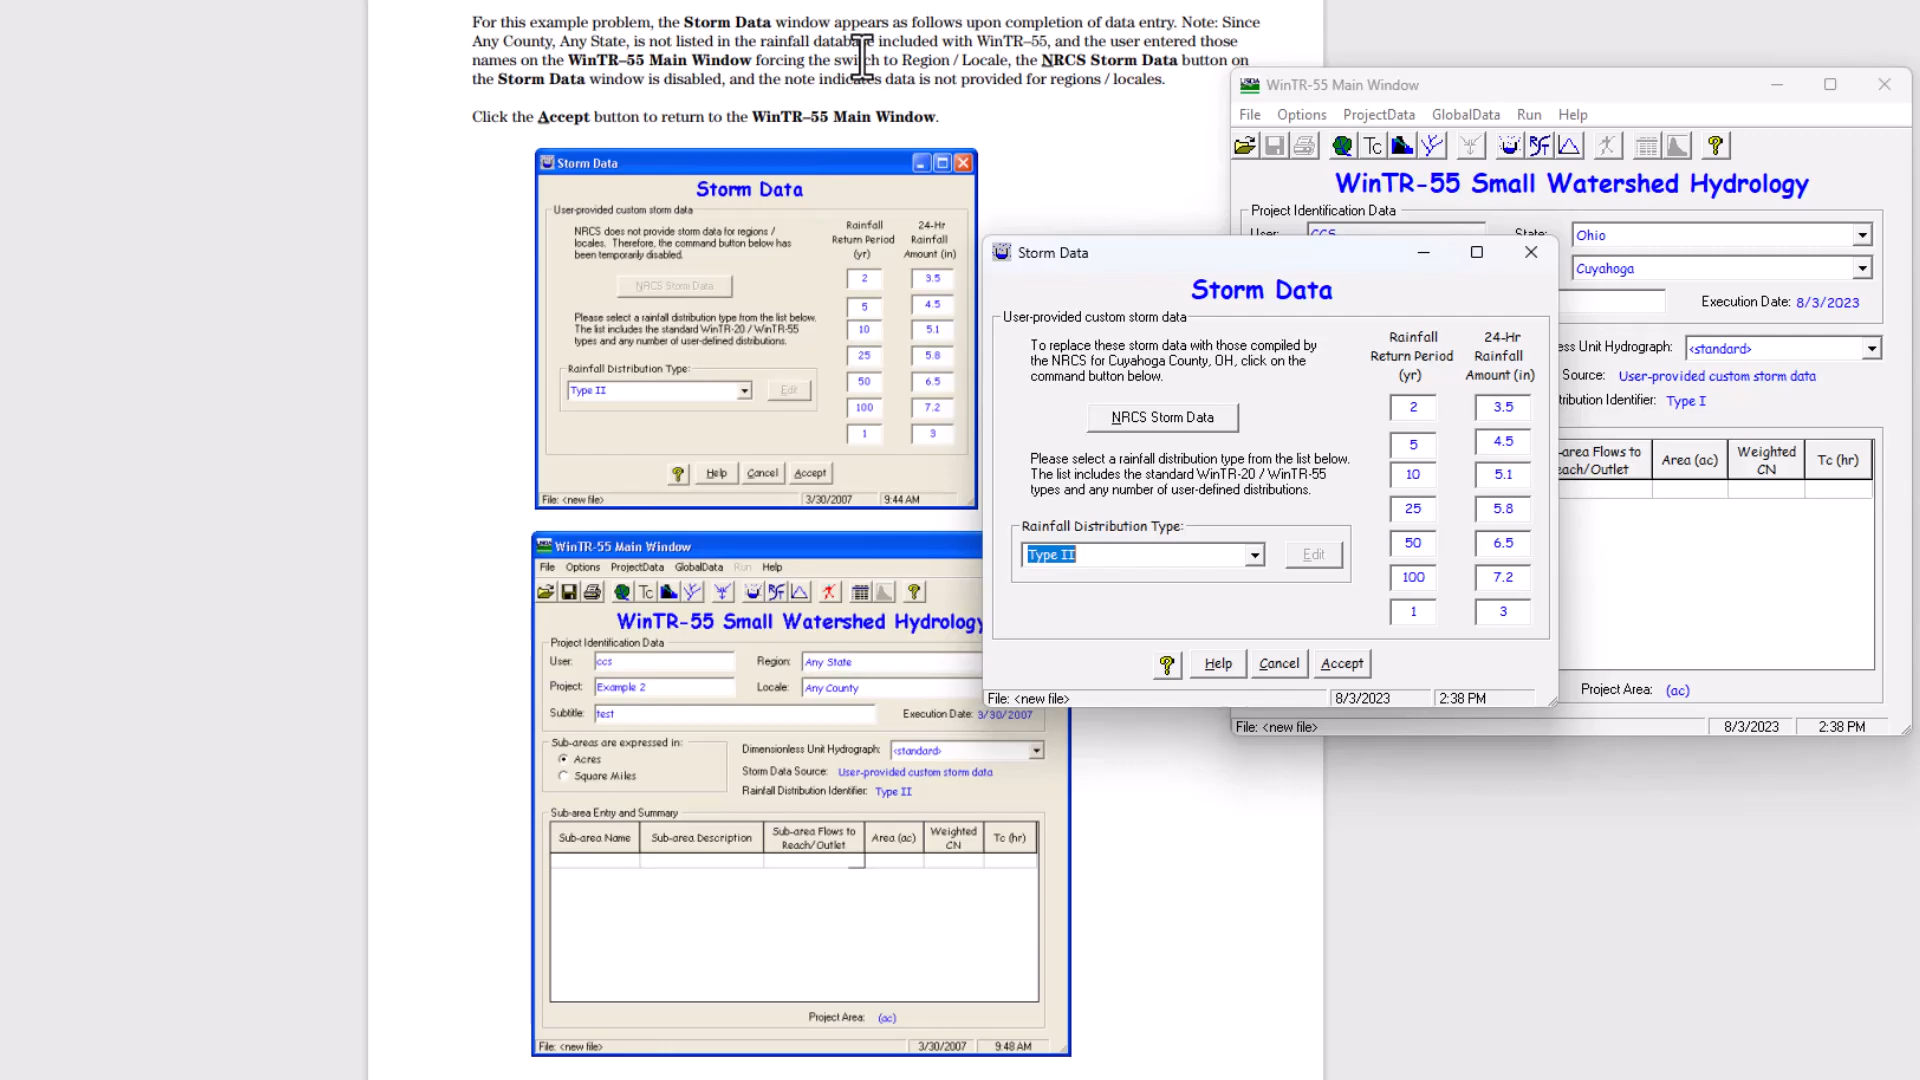 For this example problem, the Storm Data window appears as follows upon completion of data entry. Note: Since
Any County, Any State, is not listed in the rainfall database included with WinTR–55, and the user entered those
names on the WinTR–55 Main Window forcing the switch to Region / Locale, the NRCS Storm Data button on
the Storm Data window is disabled, and the note indicates data is not provided for regions / locales.
Click the Accept button to return to the WinTR–55 Main Window.
Storm Data
Storm Data
User-provided custom storm data
NRCS does not provide storm data for regions /
locales. Therefore, the command button below has
been temporarily disabled.
NRCS Storm Data
Please select a rainfall distribution type from the list below.
The list includes the standard WinTR-20 / WinTR-55
types and any number of user-defined distributions.
Rainfall Distribution Type:
Type II
Edit
Rainfall
Return Period
(yr)
24-Hr
Rainfall
Amount (in)
2 3.5
5 4.5
10 5.1
25 5.8
50 6.5
100 7.2
1 3
Help Cancel Accept
File: <new file> 3/30/2007 9:44 AM
WinTR-55 Main Window
File Options ProjectData GlobalData Run Help
Tc
WinTR-55 Small Watershed Hydrology
Project Identification Data
User: ccs Region: Any State
Project: Example 2 Locale: Any County
Subtitle: test Execution Date: 3/30/2007
Sub-areas are expressed in:
Acres
Square Miles
Dimensionless Unit Hydrograph: <standard>
Storm Data Source: User-provided custom storm data
Rainfall Distribution Identifier: Type II
Sub-area Entry and Summary
Sub-area Name Sub-area Description Sub-area Flows to Reach/Outlet Area (ac) Weighted CN Tc (hr)
Project Area: (ac)
File: <new file> 3/30/2007 9:48 AM
WinTR-55 Main Window
File Options ProjectData GlobalData Run Help
Tc
WinTR-55 Small Watershed Hydrology
Project Identification Data
User: CCS State: Ohio
Cuyahoga
Execution Date: 8/3/2023
ess Unit Hydrograph: <standard>
Source: User-provided custom storm data
tribution Identifier: Type I
-area Flows to
each/Outlet
Area (ac)
Weighted
CN
Tc (hr)
Project Area: (ac)
File: <new file> 8/3/2023 2:38 PM
Storm Data
Storm Data
User-provided custom storm data
To replace these storm data with those compiled by
the NRCS for Cuyahoga County, OH, click on the
command button below.
NRCS Storm Data
Please select a rainfall distribution type from the list below.
The list includes the standard WinTR-20 / WinTR-55
types and any number of user-defined distributions.
Rainfall Distribution Type:
Type II
Edit
Rainfall
Return Period
(yr)
24-Hr
Rainfall
Amount (in)
2 3.5
5 4.5
10 5.1
25 5.8
50 6.5
100 7.2
1 3
Help Cancel Accept
File: <new file> 8/3/2023 2:38 PM